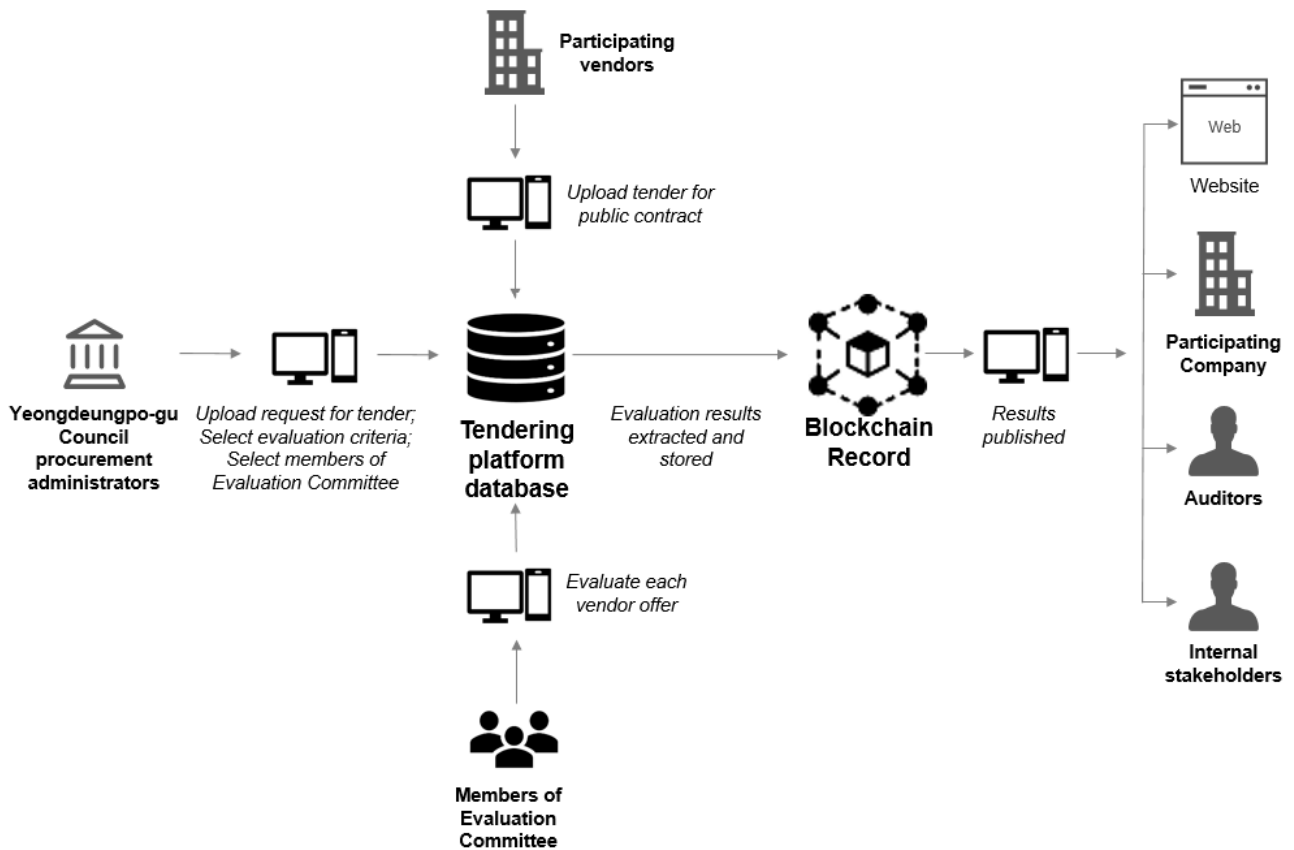 Participating
vendors
Upload tender for
public contract
Web
Website
Participating
Company
Yeongdeungpo-gu
Council
procurement
administrators
Upload request for tender;
Select evaluation criteria;
Select members of
Evaluation Committee
Tendering
platform
database
Evaluation results
extracted and
stored
Blockchain
Record
Results
published
Auditors
Evaluate each
vendor offer
Internal
stakeholders
Members of
Evaluation
Committee